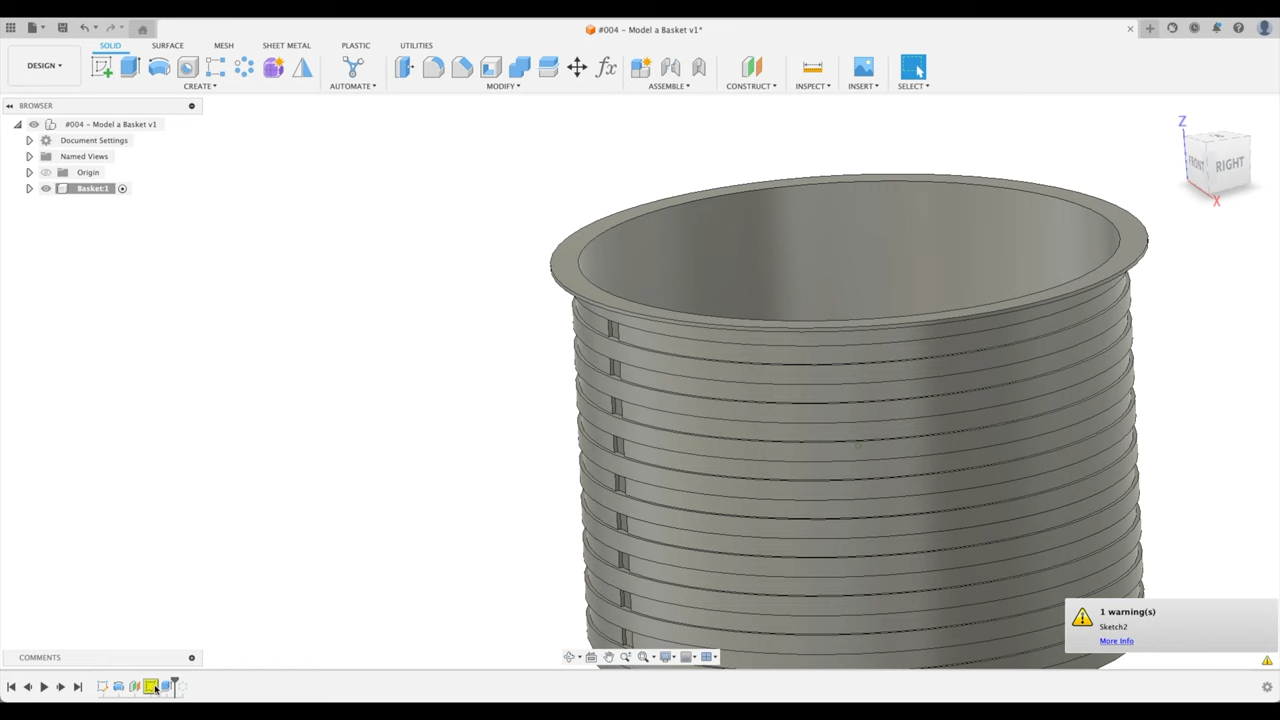 #004 – Model a Basket v1*
SOLID SURFACE MESH SHEET METAL PLASTIC UTILITIES
DESIGN
CREATE AUTOMATE MODIFY ASSEMBLE CONSTRUCT INSPECT INSERT SELECT
BROWSER
#004 – Model a Basket v1
Document Settings
Named Views
Origin
Basket:1
Z
FRONT RIGHT
X
1 warning(s)
Sketch2
More Info
COMMENTS